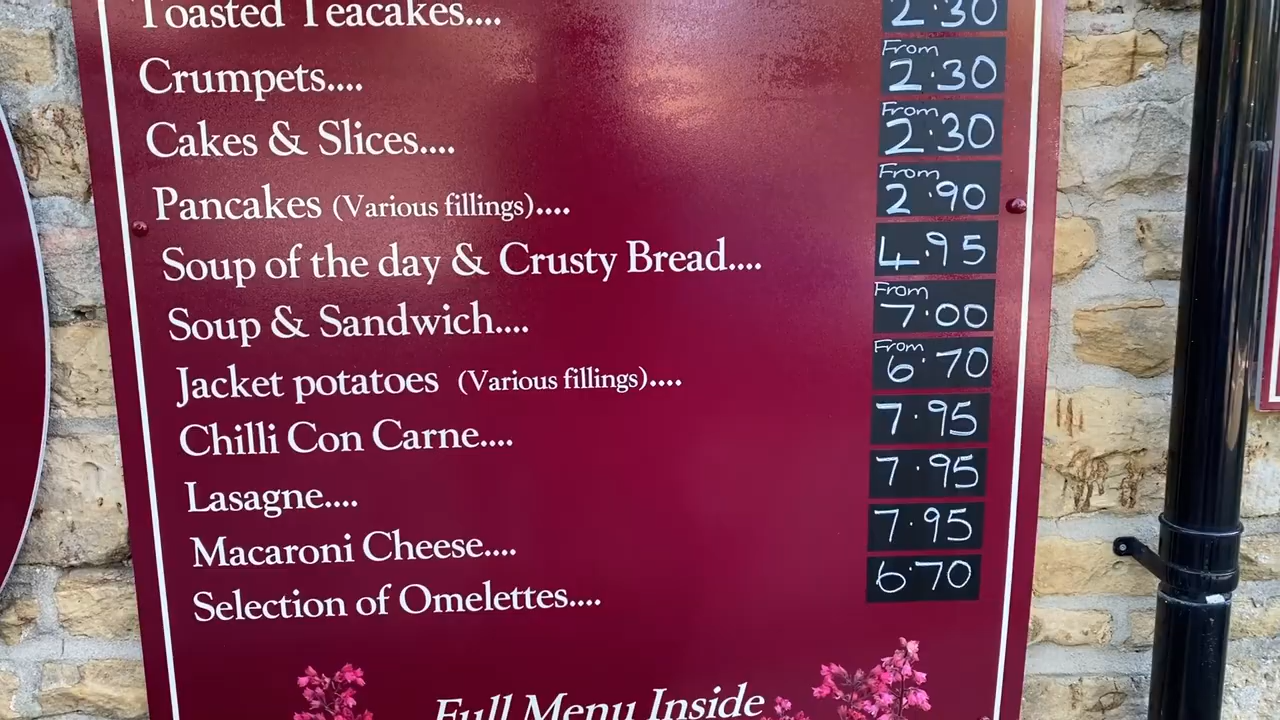 Toasted Teacakes.... 2·30
Crumpets.... From 2·30
Cakes & Slices.... From 2·30
Pancakes (Various fillings).... From 2·90
Soup of the day & Crusty Bread.... 4·95
Soup & Sandwich.... From 7·00
Jacket potatoes (Various fillings).... From 6·70
Chilli Con Carne.... 7·95
Lasagne.... 7·95
Macaroni Cheese.... 7·95
Selection of Omelettes.... 6·70
Full Menu Inside